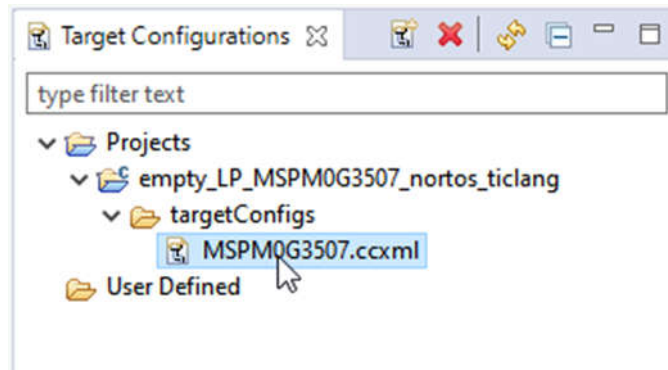 Target Configurations
type filter text
Projects
empty_LP_MSPM0G3507_nortos_ticlang
targetConfigs
MSPM0G3507.ccxml
User Defined